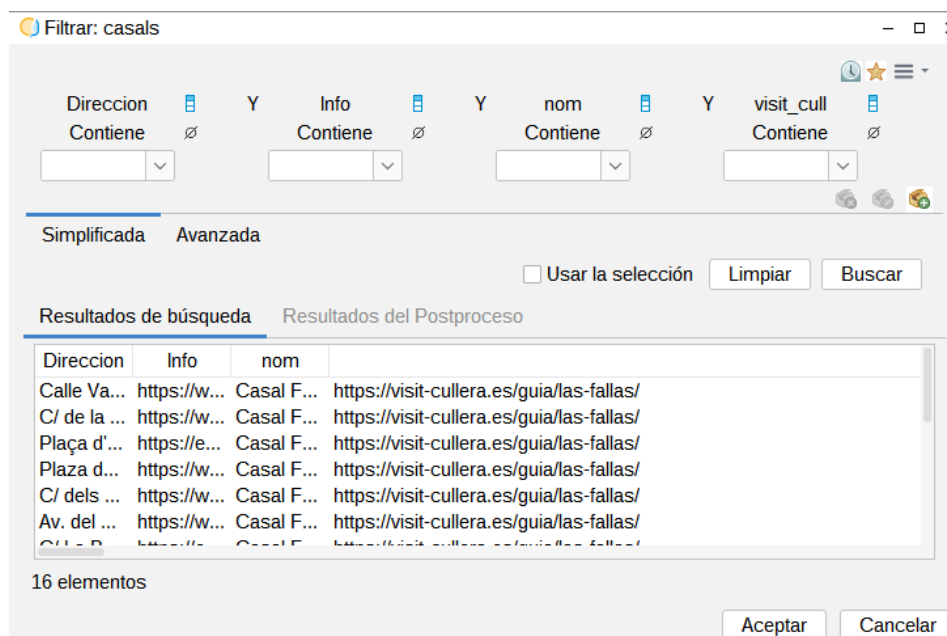 Filtrar: casals
Direccion Y Info Y nom Y visit_cull
Contiene Contiene Contiene Contiene
Simplificada Avanzada
Usar la selección Limpiar Buscar
Resultados de búsqueda Resultados del Postproceso
Direccion Info nom
Calle Va... https://w... Casal F... https://visit-cullera.es/guia/las-fallas/
C/ de la ... https://w... Casal F... https://visit-cullera.es/guia/las-fallas/
Plaça d'... https://e... Casal F... https://visit-cullera.es/guia/las-fallas/
Plaza d... https://w... Casal F... https://visit-cullera.es/guia/las-fallas/
C/ dels ... https://w... Casal F... https://visit-cullera.es/guia/las-fallas/
Av. del ... https://w... Casal F... https://visit-cullera.es/guia/las-fallas/
16 elementos
Aceptar Cancelar